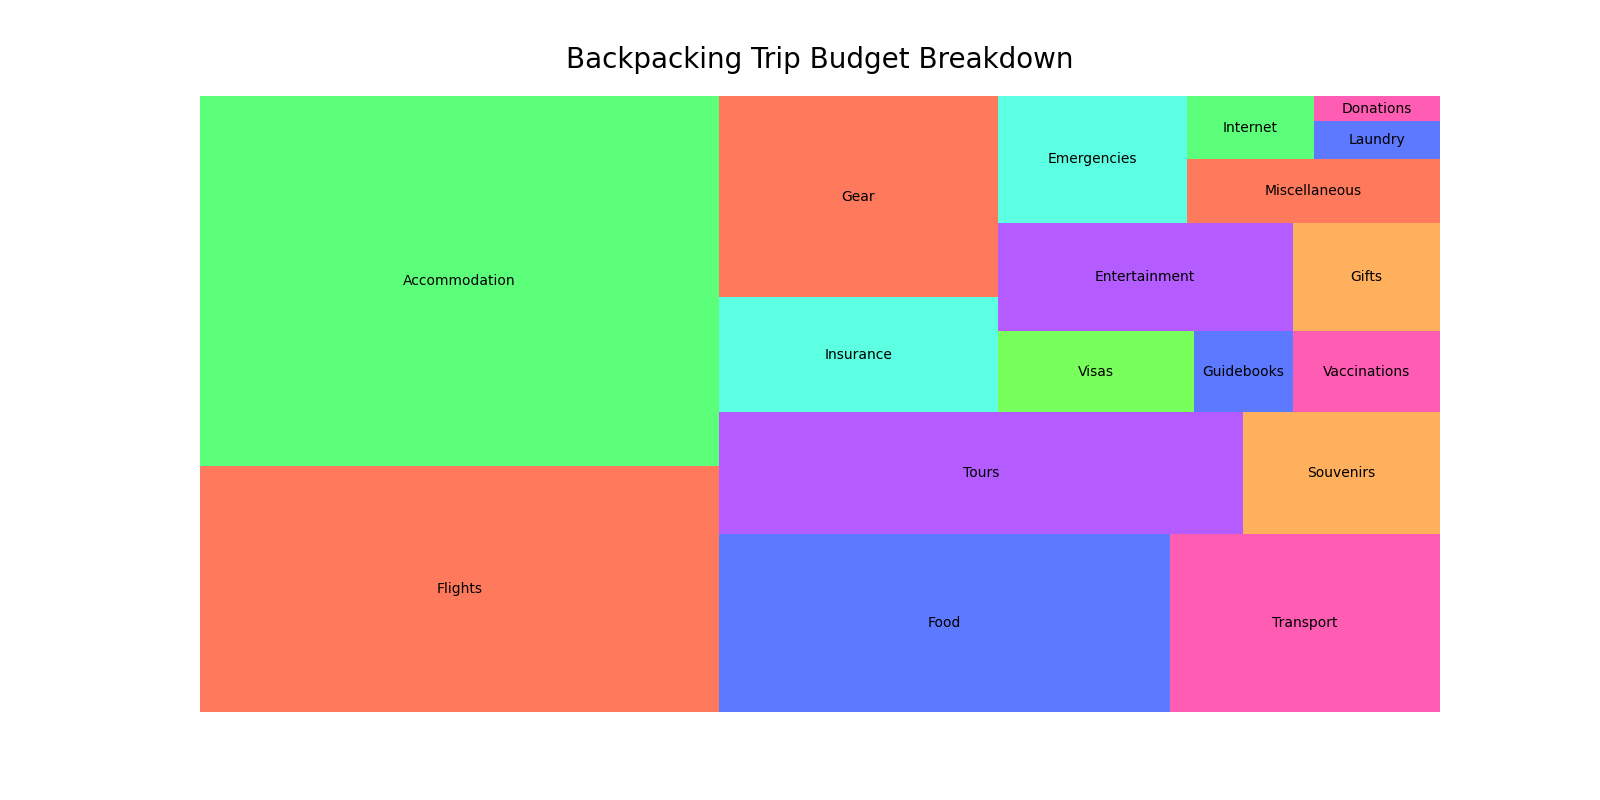 Backpacking Trip Budget Breakdown
Accommodation
Flights
Gear
Insurance
Emergencies
Internet
Donations
Laundry
Miscellaneous
Entertainment
Gifts
Visas
Guidebooks
Vaccinations
Tours
Souvenirs
Food
Transport